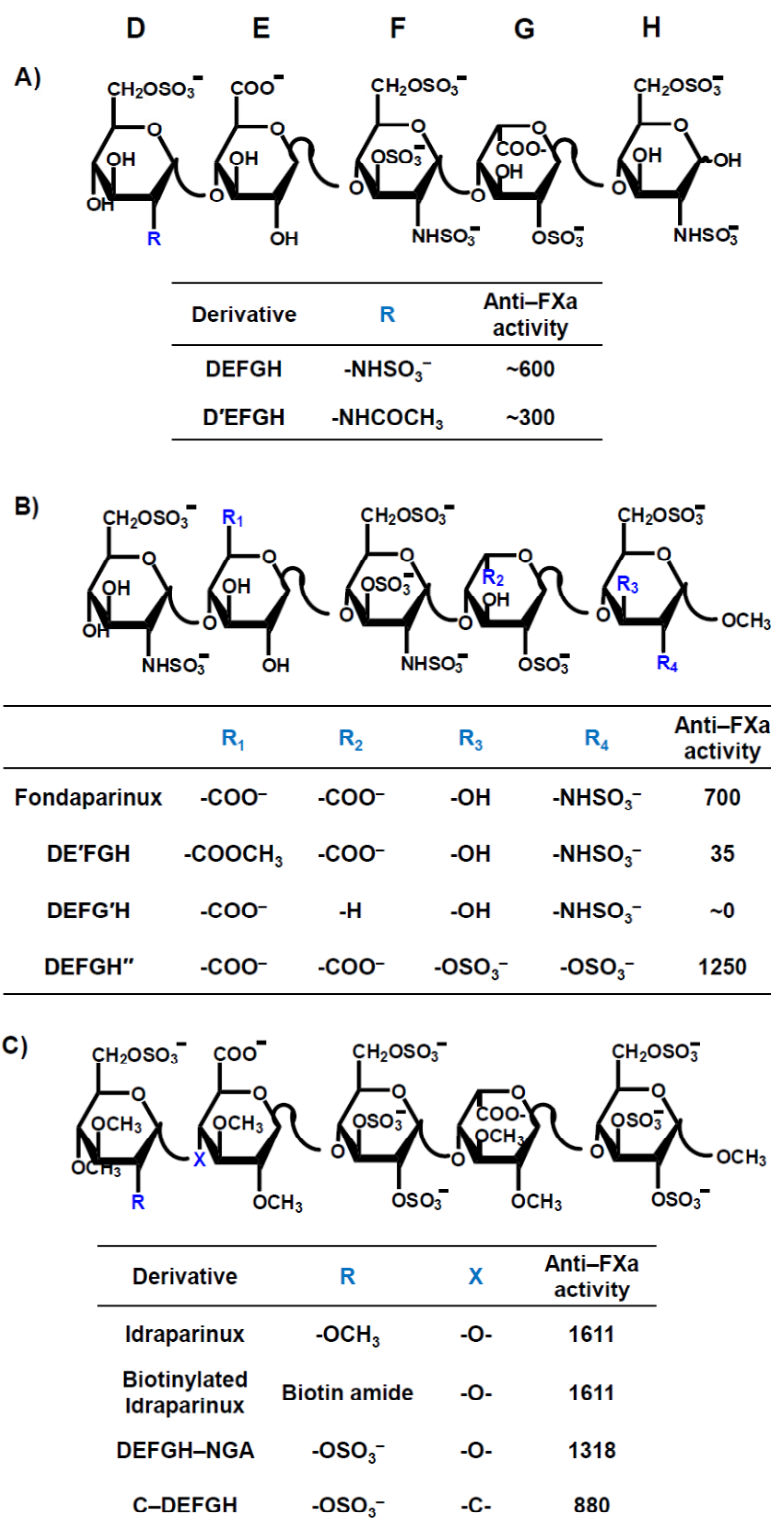 D E F G H
A)
CH₂OSO₃⁻ COO⁻ CH₂OSO₃⁻ CH₂OSO₃⁻
O O O O O
OH OH OSO₃⁻ COO- OH OH
OH O O O O OH
R OH NHSO₃⁻ OSO₃⁻ NHSO₃⁻
Derivative R Anti–FXa activity
DEFGH -NHSO₃⁻ ~600
D′EFGH -NHCOCH₃ ~300
B)
CH₂OSO₃⁻ R₁ CH₂OSO₃⁻ CH₂OSO₃⁻
O O O O O
OH OH OSO₃⁻ R₂ OH R₃
OH O O O O OCH₃
NHSO₃⁻ OH NHSO₃⁻ OSO₃⁻ R₄
R₁ R₂ R₃ R₄ Anti–FXa activity
Fondaparinux -COO⁻ -COO⁻ -OH -NHSO₃⁻ 700
DE′FGH -COOCH₃ -COO⁻ -OH -NHSO₃⁻ 35
DEFG′H -COO⁻ -H -OH -NHSO₃⁻ ~0
DEFGH″ -COO⁻ -COO⁻ -OSO₃⁻ -OSO₃⁻ 1250
C)
CH₂OSO₃⁻ COO⁻ CH₂OSO₃⁻ CH₂OSO₃⁻
O O O O O
OCH₃ OCH₃ OSO₃⁻ COO- OCH₃ OSO₃⁻
OCH₃ X O O O OCH₃
R OCH₃ OSO₃⁻ OCH₃ OSO₃⁻
Derivative R X Anti–FXa activity
Idraparinux -OCH₃ -O- 1611
Biotinylated Idraparinux Biotin amide -O- 1611
DEFGH–NGA -OSO₃⁻ -O- 1318
C–DEFGH -OSO₃⁻ -C- 880